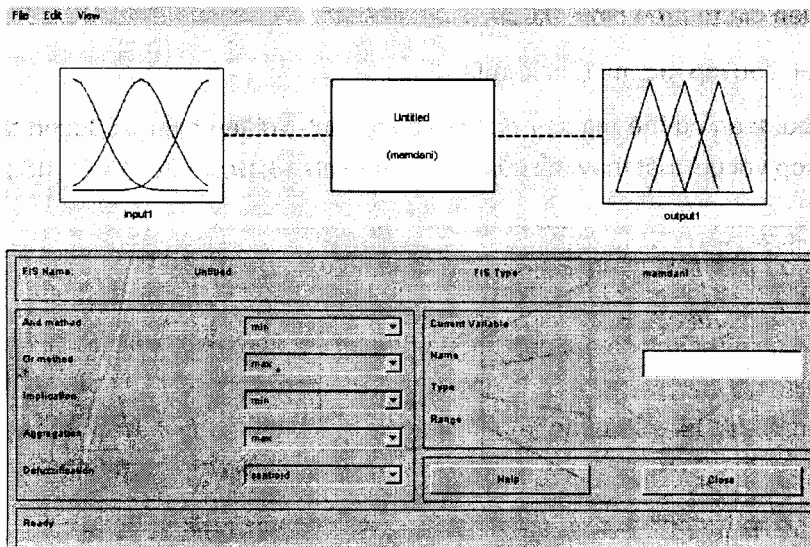 File Edit View
Untitled
(mamdani)
input1
output1
FIS Name: Untitled FIS Type: mamdani
And method min
Or method max
Implication min
Aggregation max
Defuzzification centroid
Current Variable
Name
Type
Range
Help Close
Ready